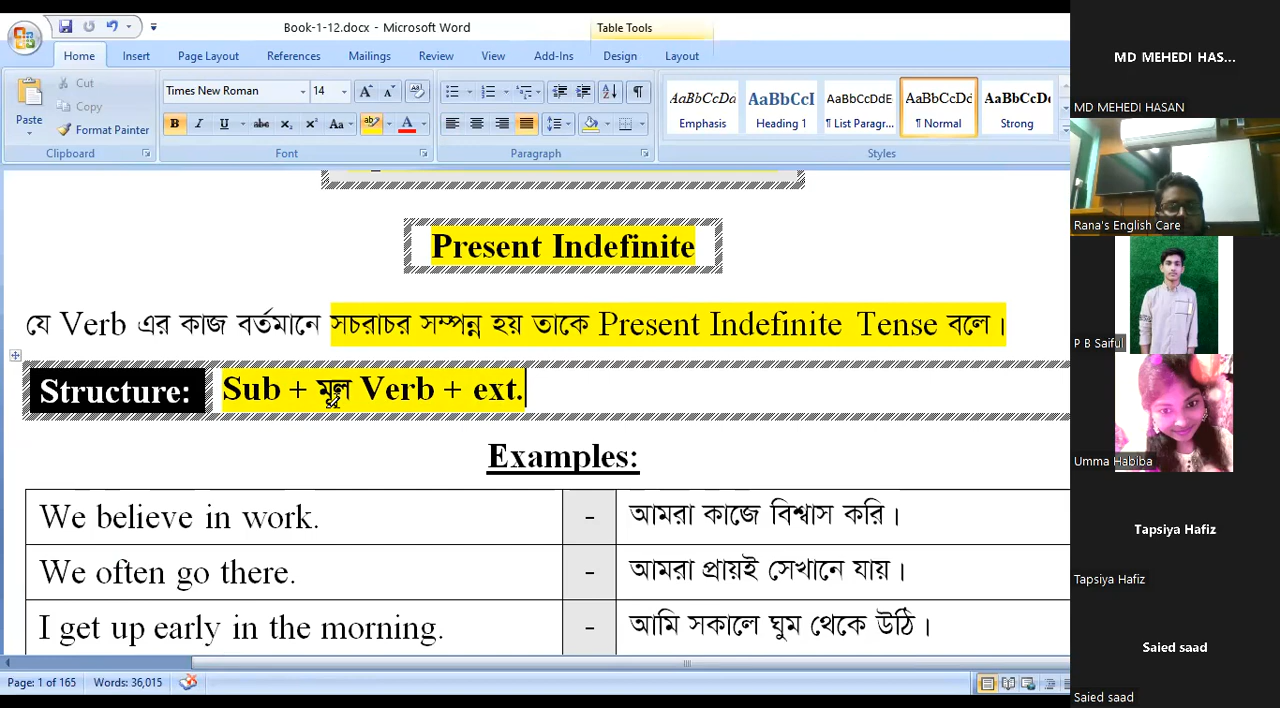 Book-1-12.docx - Microsoft Word
Table Tools
Home Insert Page Layout References Mailings Review View Add-Ins Design Layout
Paste
Cut
Copy
Format Painter
Clipboard
Times New Roman 14
Font
Paragraph
AaBbCcDa AaBbCcI AaBbCcDdE AaBbCcDc AaBbCcDc
Emphasis Heading 1 ¶ List Paragr... ¶ Normal Strong
Styles
Present Indefinite
যে Verb এর কাজ বর্তমানে সচরাচর সম্পন্ন হয় তাকে Present Indefinite Tense বলে।
Structure: Sub + মূল Verb + ext.
Examples:
We believe in work. - আমরা কাজে বিশ্বাস করি।
We often go there. - আমরা প্রায়ই সেখানে যায়।
I get up early in the morning. - আমি সকালে ঘুম থেকে উঠি।
Page: 1 of 165 Words: 36,015
MD MEHEDI HAS...
MD MEHEDI HASAN
Rana's English Care
P B Saiful
Umma Habiba
Tapsiya Hafiz
Tapsiya Hafiz
Saied saad
Saied saad